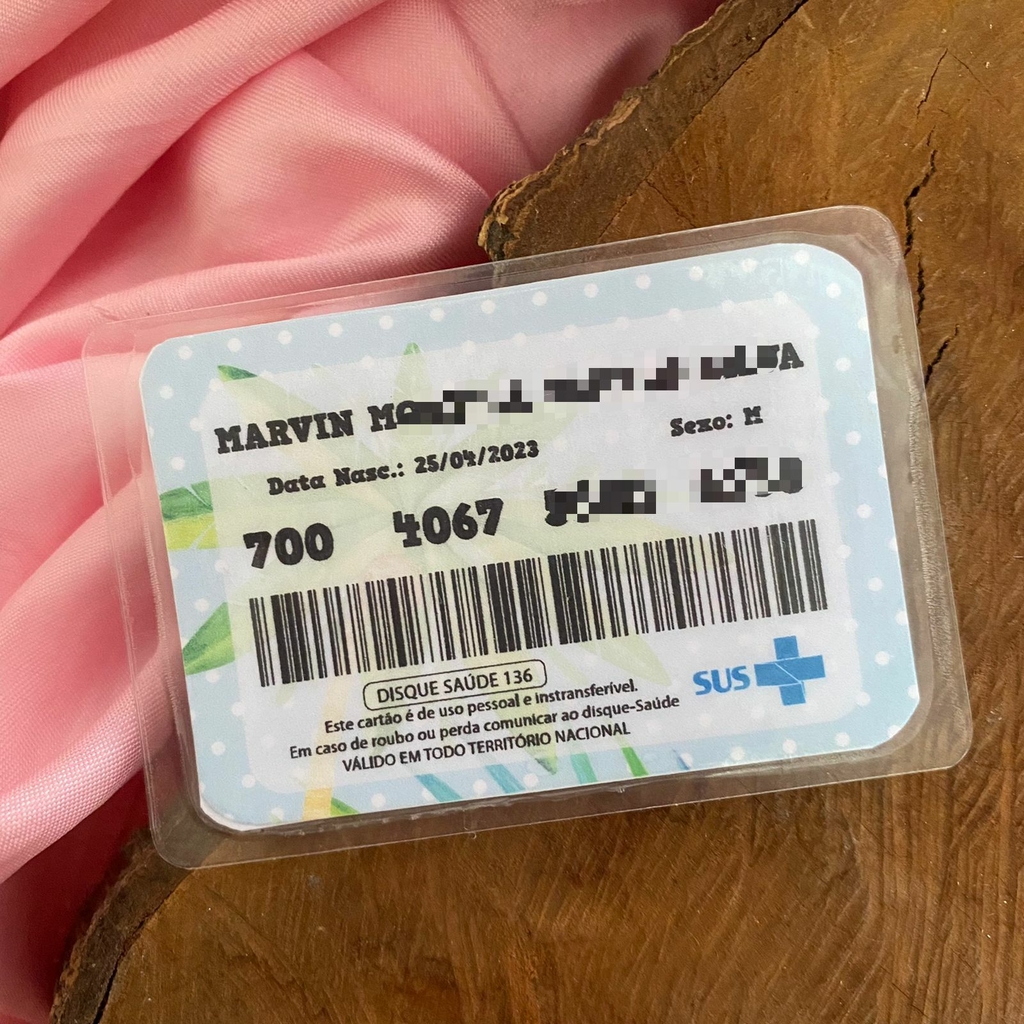 MARVIN
Data Nasc.: 25/04/2023
Sexo: M
700 4067
DISQUE SAÚDE 136
Este cartão é de uso pessoal e instransferível.
Em caso de roubo ou perda comunicar ao disque-Saúde
VÁLIDO EM TODO TERRITÓRIO NACIONAL
SUS